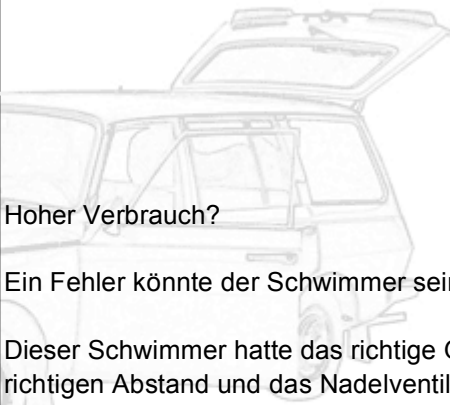 Hoher Verbrauch?
Ein Fehler könnte der Schwimmer sein
Dieser Schwimmer hatte das richtige
richtigen Abstand und das Nadelventil